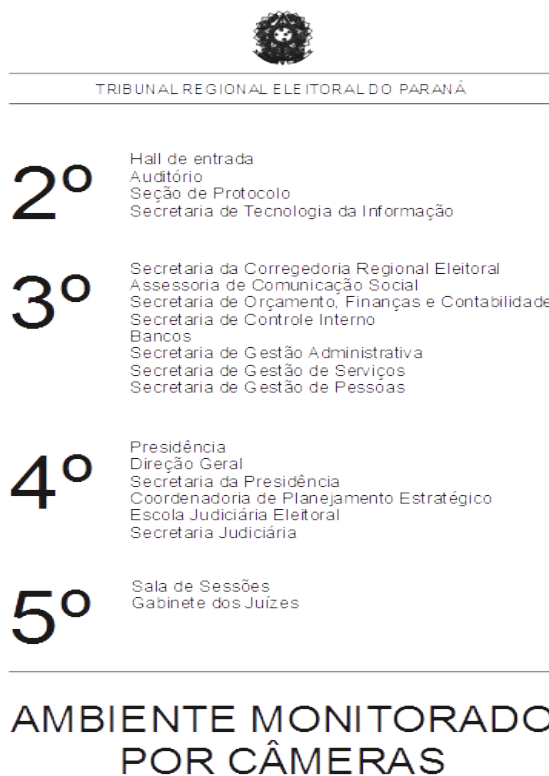 TRIBUNAL REGIONAL ELEITORAL DO PARANÁ
2º
Hall de entrada
Auditório
Seção de Protocolo
Secretaria de Tecnologia da Informação
3º
Secretaria da Corregedoria Regional Eleitoral
Assessoria de Comunicação Social
Secretaria de Orçamento, Finanças e Contabilidade
Secretaria de Controle Interno
Bancos
Secretaria de Gestão Administrativa
Secretaria de Gestão de Serviços
Secretaria de Gestão de Pessoas
4º
Presidência
Direção Geral
Secretaria da Presidência
Coordenadoria de Planejamento Estratégico
Escola Judiciária Eleitoral
Secretaria Judiciária
5º
Sala de Sessões
Gabinete dos Juízes
AMBIENTE MONITORADO
POR CÂMERAS